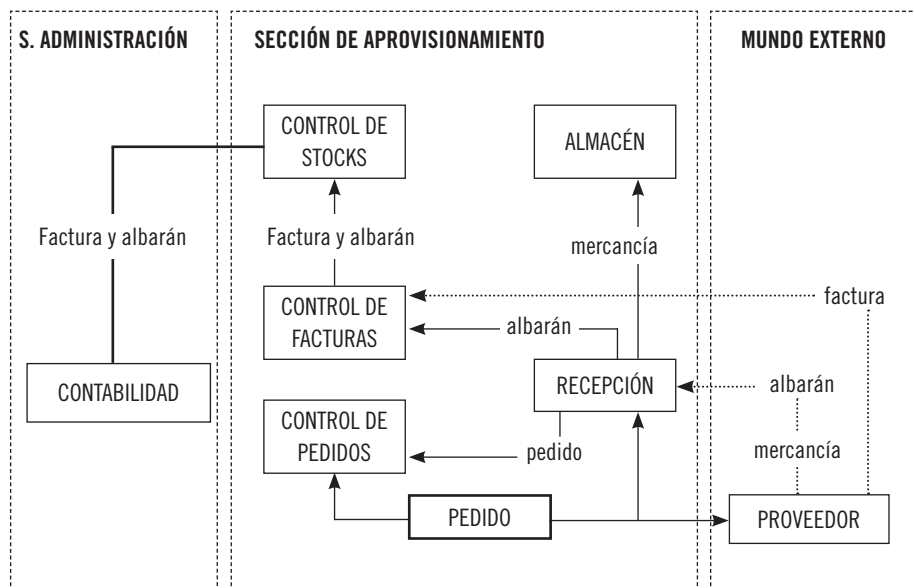 S. ADMINISTRACIÓN
SECCIÓN DE APROVISIONAMIENTO
MUNDO EXTERNO
CONTROL DE
STOCKS
ALMACÉN
Factura y albarán
Factura y albarán
mercancía
factura
CONTROL DE
FACTURAS
albarán
CONTABILIDAD
RECEPCIÓN
albarán
CONTROL DE
PEDIDOS
pedido
mercancía
PEDIDO
PROVEEDOR